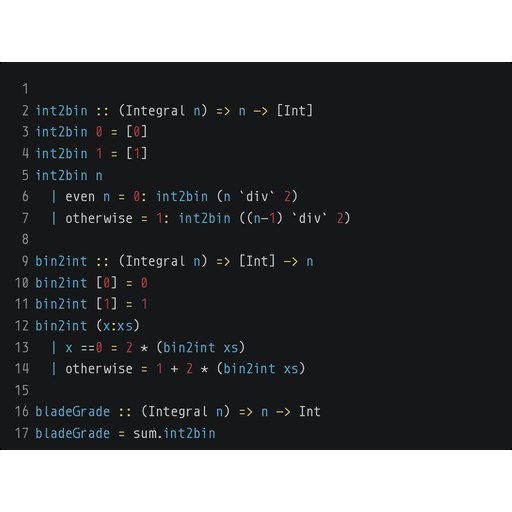 1
2 int2bin :: (Integral n) => n -> [Int]
3 int2bin 0 = [0]
4 int2bin 1 = [1]
5 int2bin n
6   | even n = 0: int2bin (n `div` 2)
7   | otherwise = 1: int2bin ((n-1) `div` 2)
8
9 bin2int :: (Integral n) => [Int] -> n
10 bin2int [0] = 0
11 bin2int [1] = 1
12 bin2int (x:xs)
13   | x ==0 = 2 * (bin2int xs)
14   | otherwise = 1 + 2 * (bin2int xs)
15
16 bladeGrade :: (Integral n) => n -> Int
17 bladeGrade = sum.int2bin